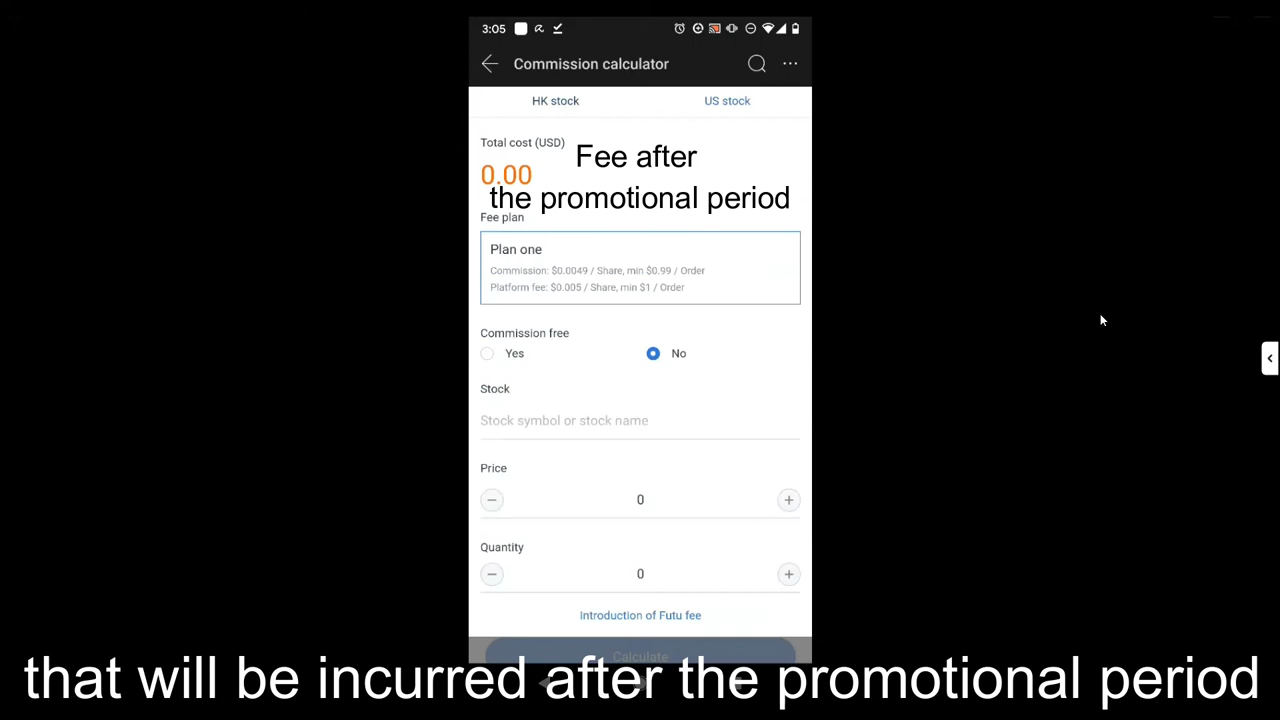 3:05
Commission calculator
HK stock
US stock
Total cost (USD)
Fee after
0.00
the promotional period
Fee plan
Plan one
Commission: $0.0049 / Share, min $0.99 / Order
Platform fee: $0.005 / Share, min $1 / Order
Commission free
Yes
No
Stock
Stock symbol or stock name
Price
0
Quantity
0
Introduction of Futu fee
Calculate
that will be incurred after the promotional period